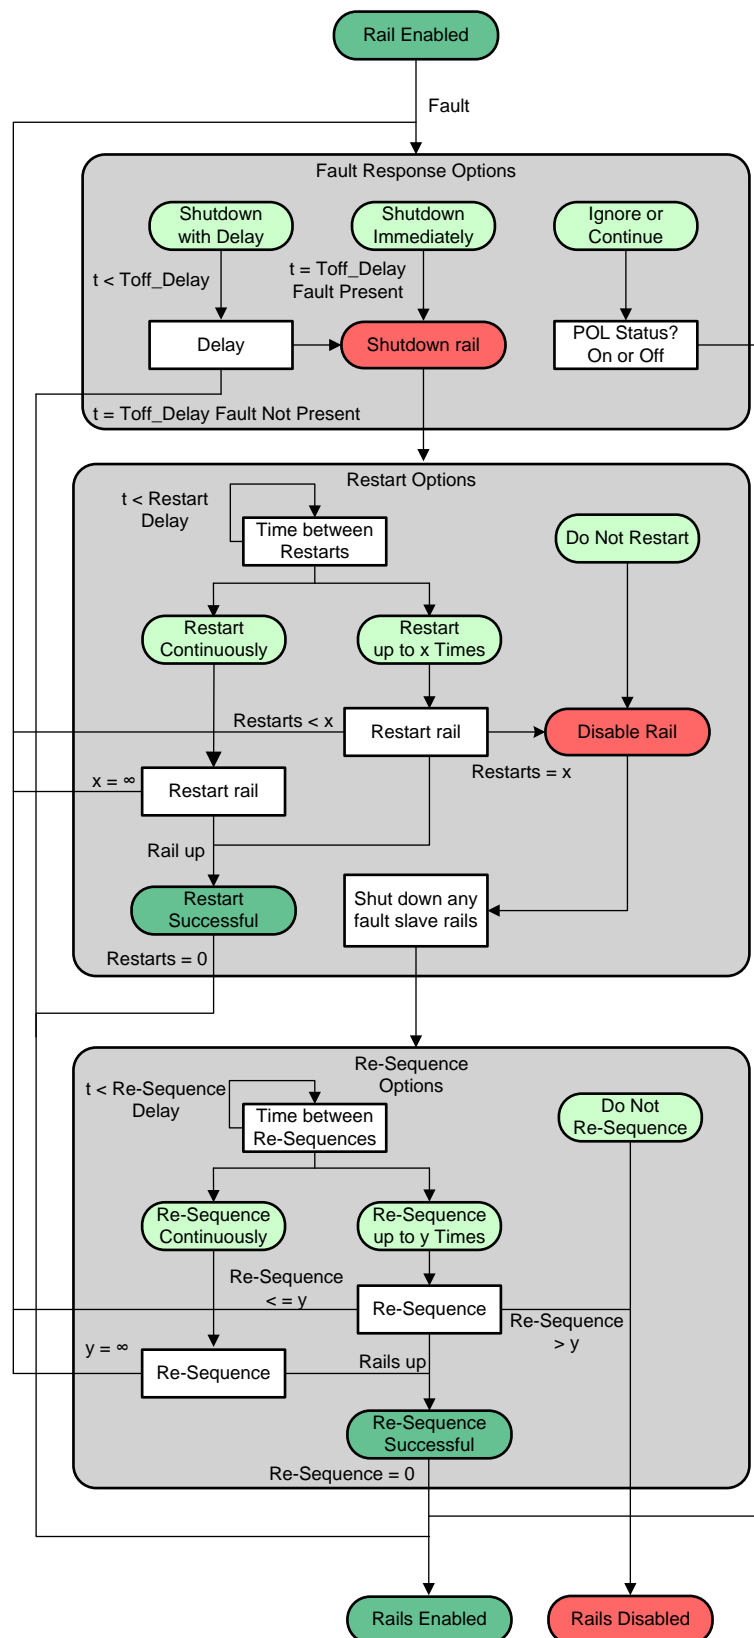 Rail Enabled
Fault
Fault Response Options
Shutdown
with Delay
Shutdown
Immediately
Ignore or
Continue
t < Toff_Delay
t = Toff_Delay
Fault Present
Delay
Shutdown rail
POL Status?
On or Off
t = Toff_Delay Fault Not Present
Restart Options
t < Restart
Delay
Time between
Restarts
Do Not Restart
Restart
Continuously
Restart
up to x Times
Restarts < x
Restart rail
Disable Rail
Restarts = x
x = ∞
Restart rail
Rail up
Restart
Successful
Shut down any
fault slave rails
Restarts = 0
Re-Sequence
Options
t < Re-Sequence
Delay
Time between
Re-Sequences
Do Not
Re-Sequence
Re-Sequence
Continuously
Re-Sequence
up to y Times
Re-Sequence
< = y
Re-Sequence
Re-Sequence
> y
y = ∞
Re-Sequence
Rails up
Re-Sequence
Successful
Re-Sequence = 0
Rails Enabled
Rails Disabled